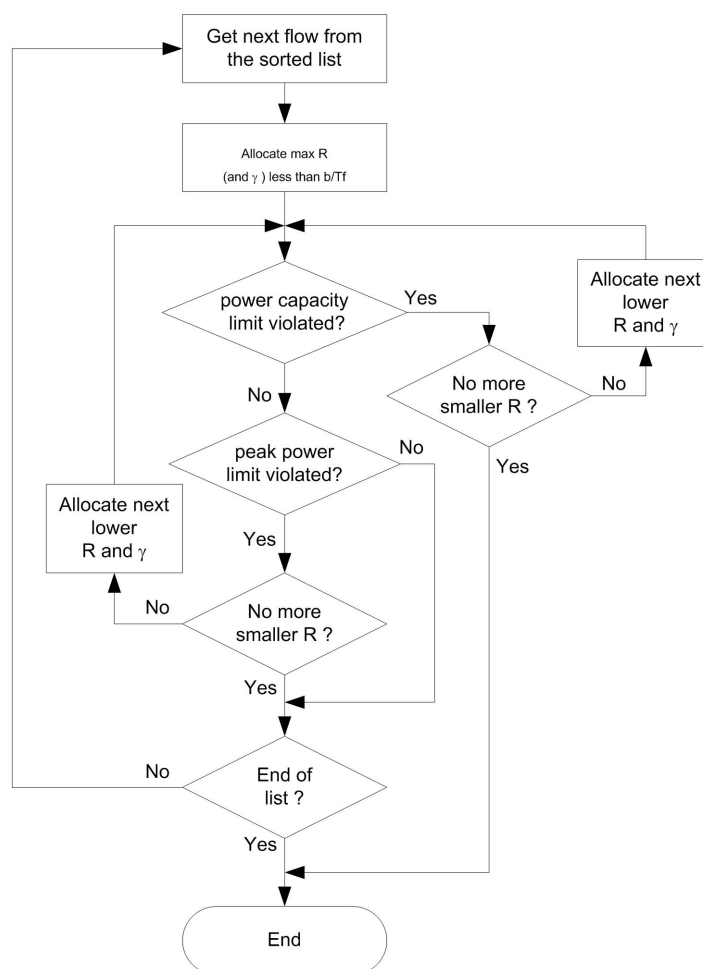 Get next flow from
the sorted list
Allocate max R
(and γ ) less than b/Tf
power capacity
limit violated?
Yes
Allocate next
lower
R and γ
No more
smaller R ?
No
Yes
No
peak power
limit violated?
No
Yes
Allocate next
lower
R and γ
No
No more
smaller R ?
Yes
No
End of
list ?
Yes
End